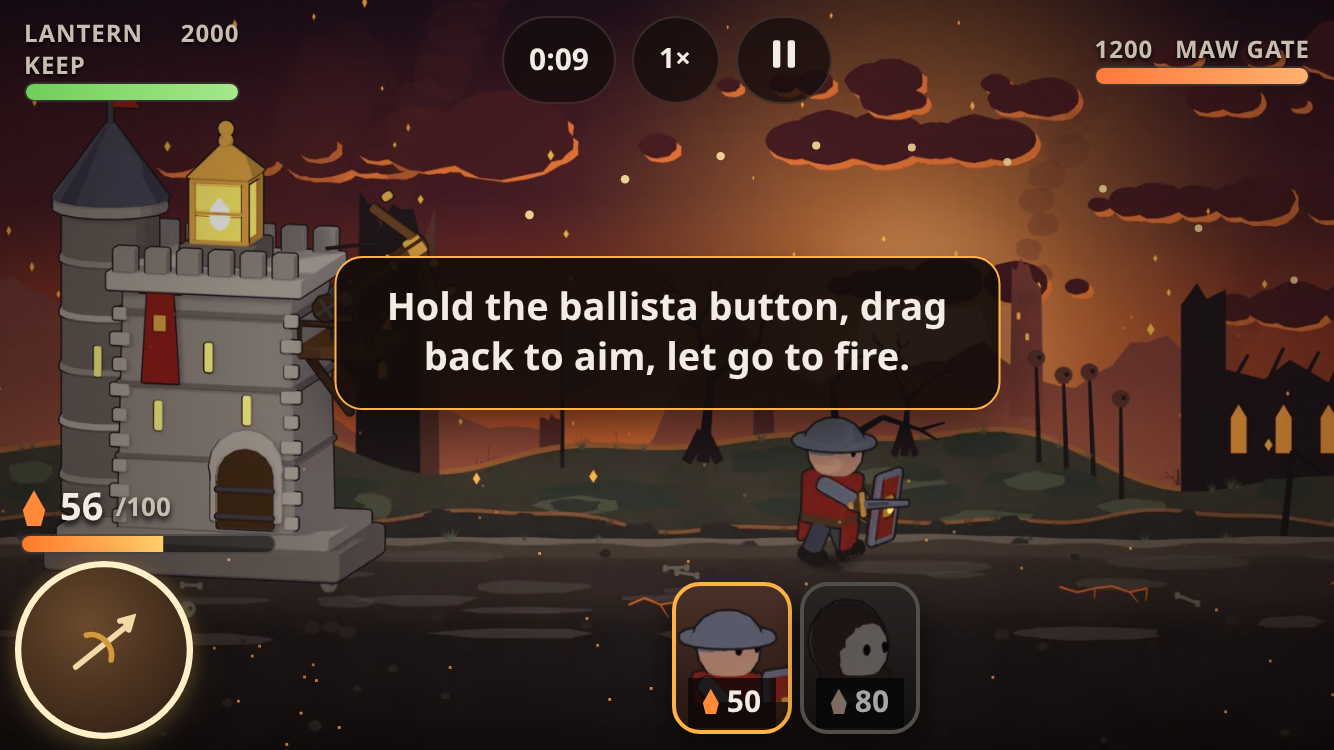 LANTERN 2000
KEEP
0:09
1×
1200 MAW GATE
Hold the ballista button, drag
back to aim, let go to fire.
56 /100
50
80